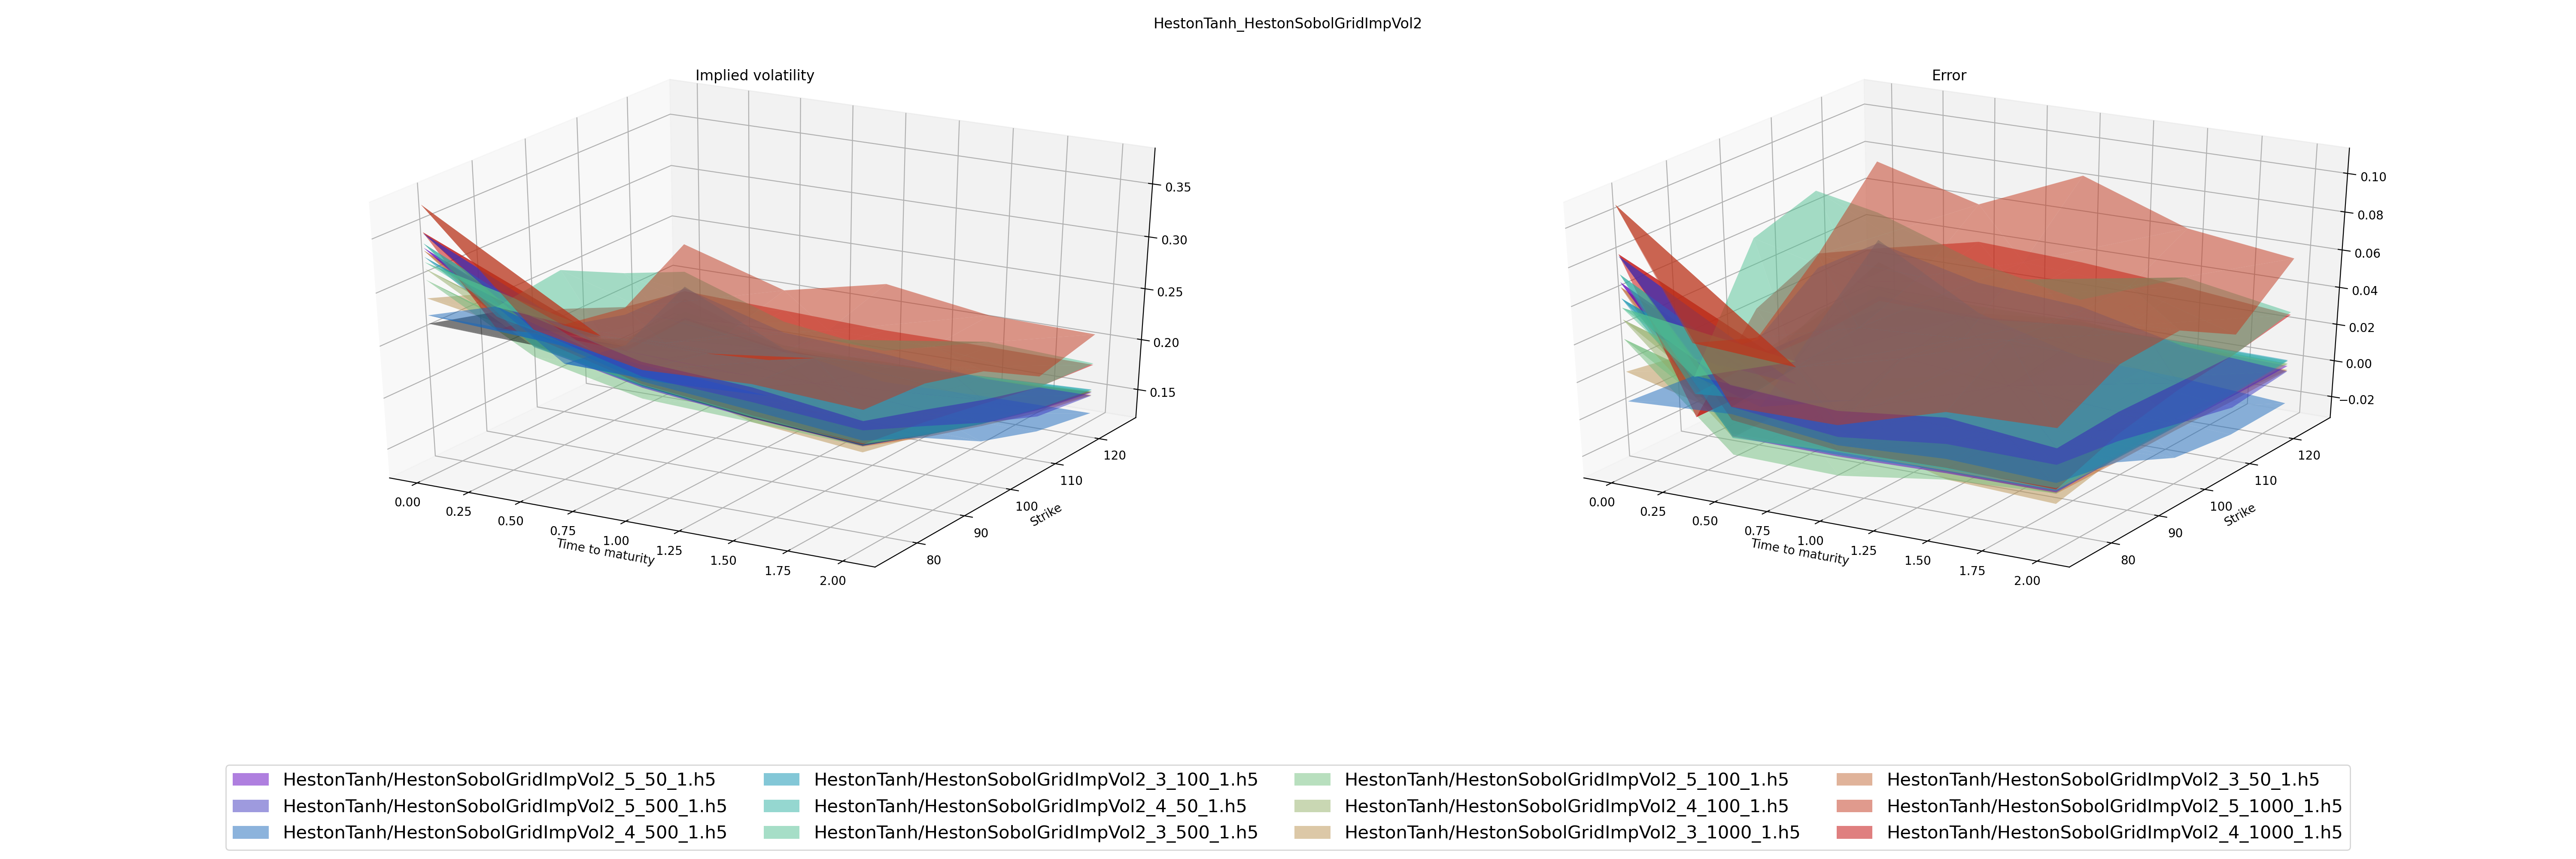 HestonTanh_HestonSobolGridImpVol2
Implied volatility
0.35
0.30
0.25
0.20
0.15
120
110
100
90
80
Strike
0.00
0.25
0.50
0.75
1.00
1.25
1.50
1.75
2.00
Time to maturity
Error
0.10
0.08
0.06
0.04
0.02
0.00
−0.02
120
110
100
90
80
Strike
0.00
0.25
0.50
0.75
1.00
1.25
1.50
1.75
2.00
Time to maturity
HestonTanh/HestonSobolGridImpVol2_5_50_1.h5
HestonTanh/HestonSobolGridImpVol2_5_500_1.h5
HestonTanh/HestonSobolGridImpVol2_4_500_1.h5
HestonTanh/HestonSobolGridImpVol2_3_100_1.h5
HestonTanh/HestonSobolGridImpVol2_4_50_1.h5
HestonTanh/HestonSobolGridImpVol2_3_500_1.h5
HestonTanh/HestonSobolGridImpVol2_5_100_1.h5
HestonTanh/HestonSobolGridImpVol2_4_100_1.h5
HestonTanh/HestonSobolGridImpVol2_3_1000_1.h5
HestonTanh/HestonSobolGridImpVol2_3_50_1.h5
HestonTanh/HestonSobolGridImpVol2_5_1000_1.h5
HestonTanh/HestonSobolGridImpVol2_4_1000_1.h5